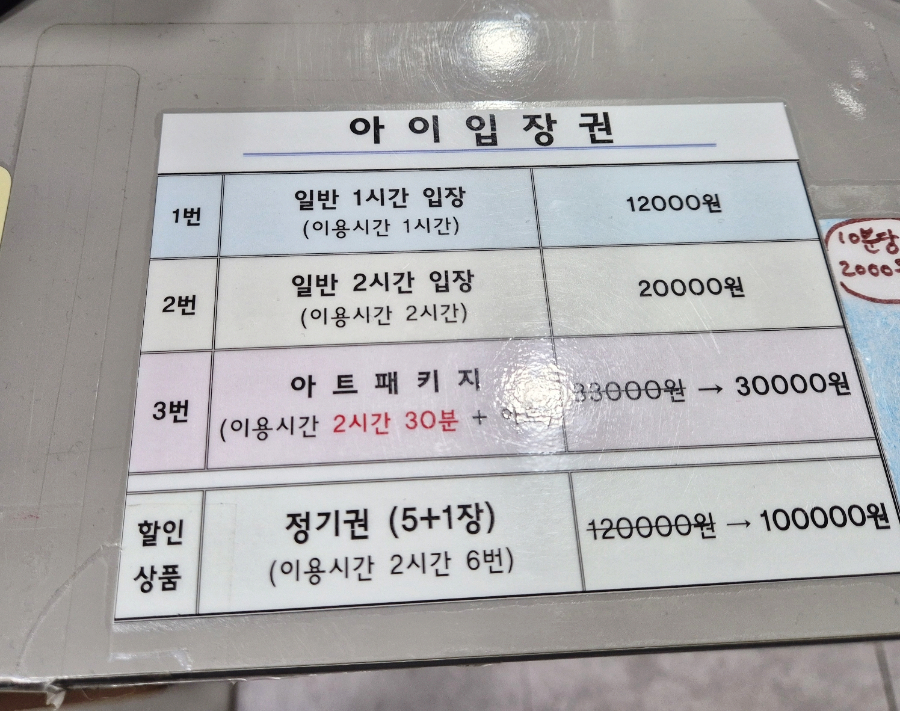 아이입장권
1번
일반 1시간 입장
(이용시간 1시간)
12000원
2번
일반 2시간 입장
(이용시간 2시간)
20000원
3번
아트패키지
(이용시간 2시간 30분 +
33000원 → 30000원
할인
상품
정기권 (5+1장)
(이용시간 2시간 6번)
120000원 → 100000원
10분당
2000원